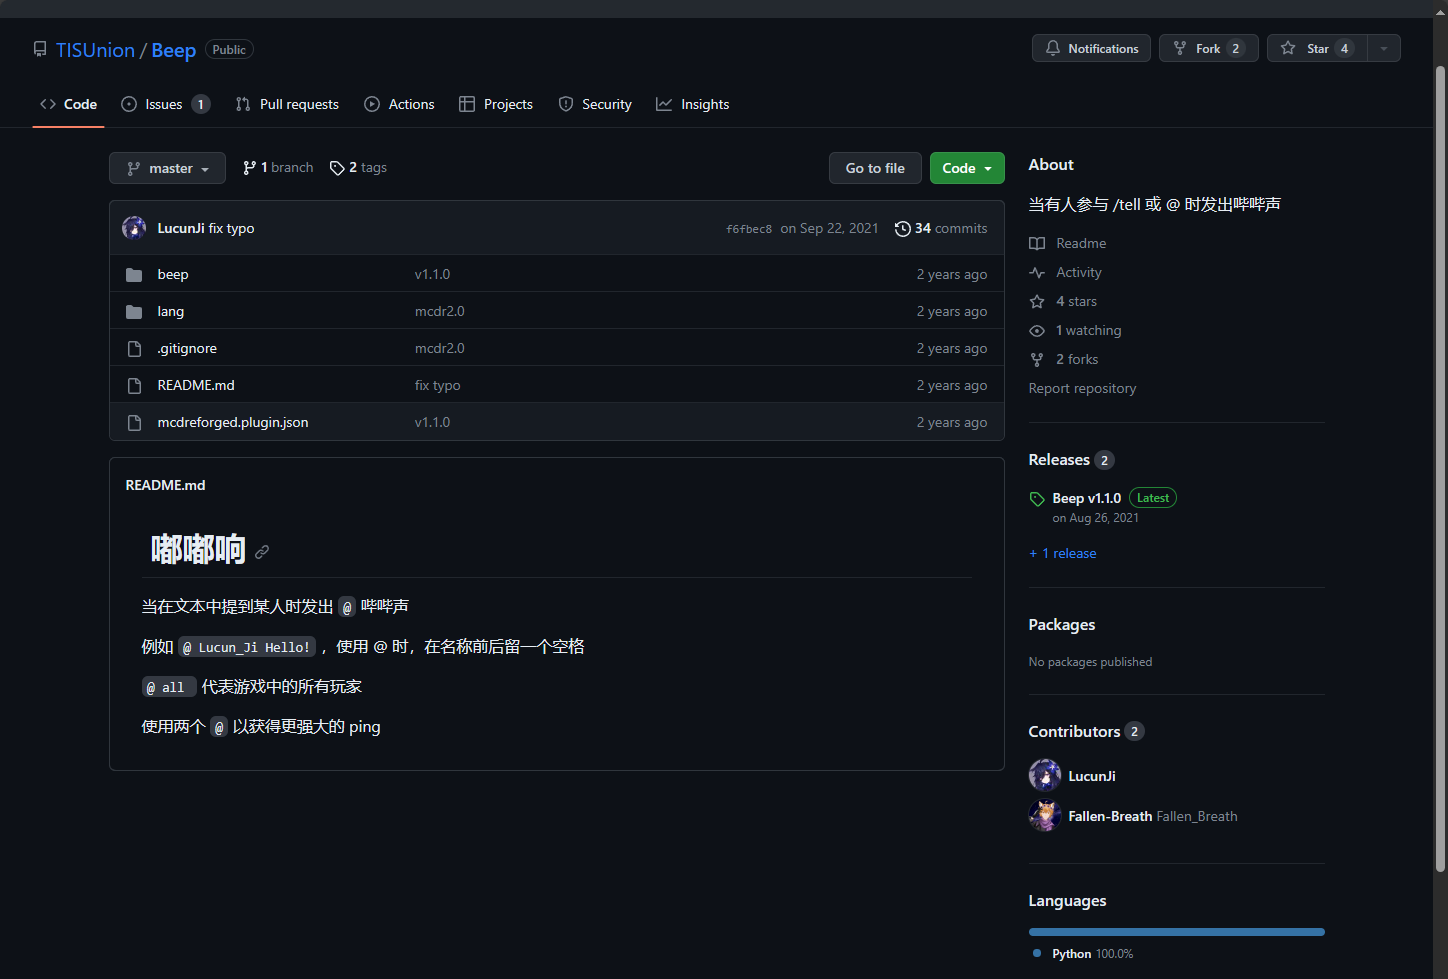 TISUnion / Beep Public
Notifications Fork 2 Star 4
Code Issues 1 Pull requests Actions Projects Security Insights
master 1 branch 2 tags Go to file Code
LucunJi fix typo f6fbec8 on Sep 22, 2021 34 commits
beep v1.1.0 2 years ago
lang mcdr2.0 2 years ago
.gitignore mcdr2.0 2 years ago
README.md fix typo 2 years ago
mcdreforged.plugin.json v1.1.0 2 years ago
README.md
嘟嘟响
当在文本中提到某人时发出 @ 哔哔声
例如 @ Lucun_Ji Hello! ，使用 @ 时，在名称前后留一个空格
@ all 代表游戏中的所有玩家
使用两个 @ 以获得更强大的 ping
About
当有人参与 /tell 或 @ 时发出哔哔声
Readme
Activity
4 stars
1 watching
2 forks
Report repository
Releases 2
Beep v1.1.0 Latest
on Aug 26, 2021
+ 1 release
Packages
No packages published
Contributors 2
LucunJi
Fallen-Breath Fallen_Breath
Languages
Python 100.0%